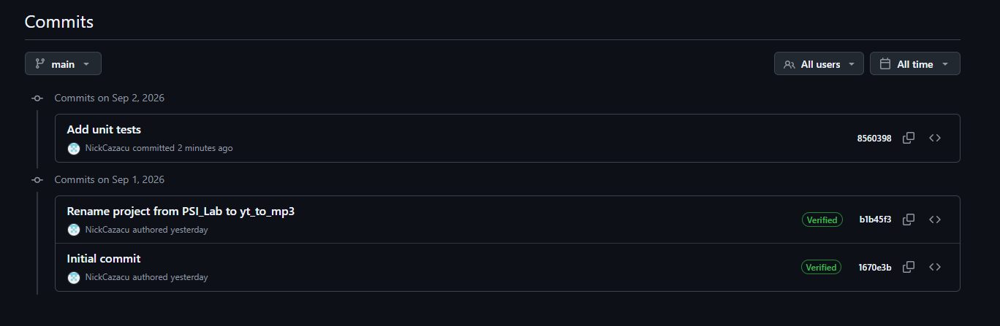 Commits
main
All users
All time
Commits on Sep 2, 2026
Add unit tests
8560398
NickCazacu committed 2 minutes ago
Commits on Sep 1, 2026
Rename project from PSI_Lab to yt_to_mp3
Verified
b1b45f3
NickCazacu authored yesterday
Initial commit
Verified
1670e3b
NickCazacu authored yesterday